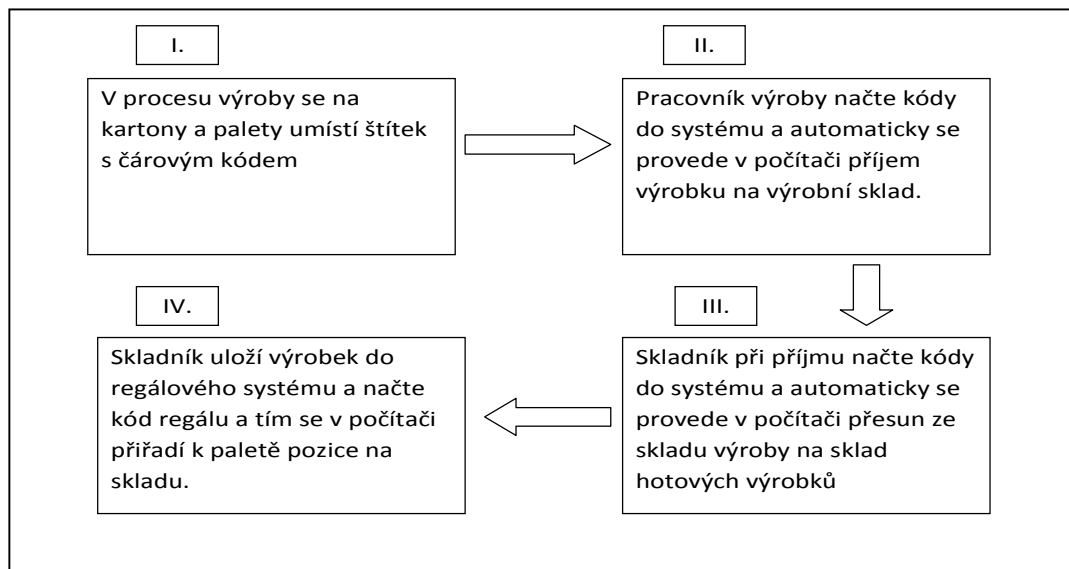 I.
V procesu výroby se na
kartony a palety umístí štítek
s čárovým kódem
II.
Pracovník výroby načte kódy
do systému a automaticky se
provede v počítači příjem
výrobku na výrobní sklad.
III.
Skladník při příjmu načte kódy
do systému a automaticky se
provede v počítači přesun ze
skladu výroby na sklad
hotových výrobků
IV.
Skladník uloží výrobek do
regálového systému a načte
kód regálu a tím se v počítači
přiřadí k paletě pozice na
skladu.